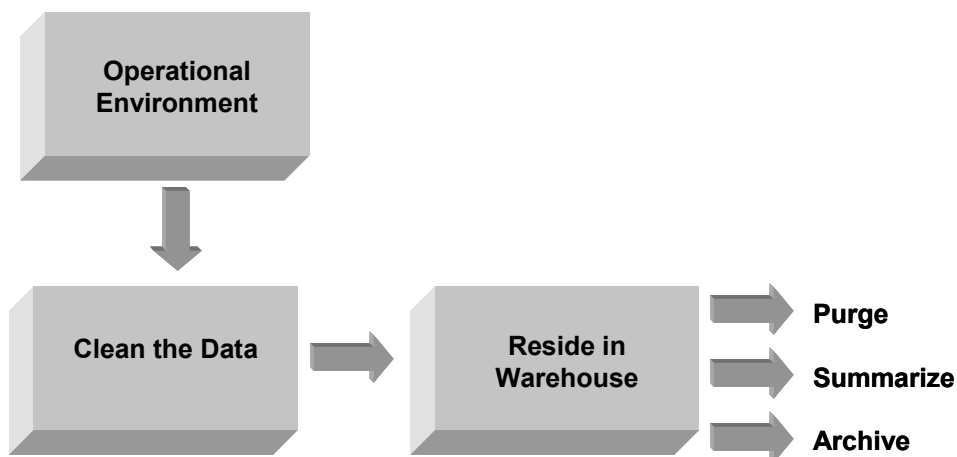 Operational
Environment
Clean the Data
Reside in
Warehouse
Purge
Summarize
Archive